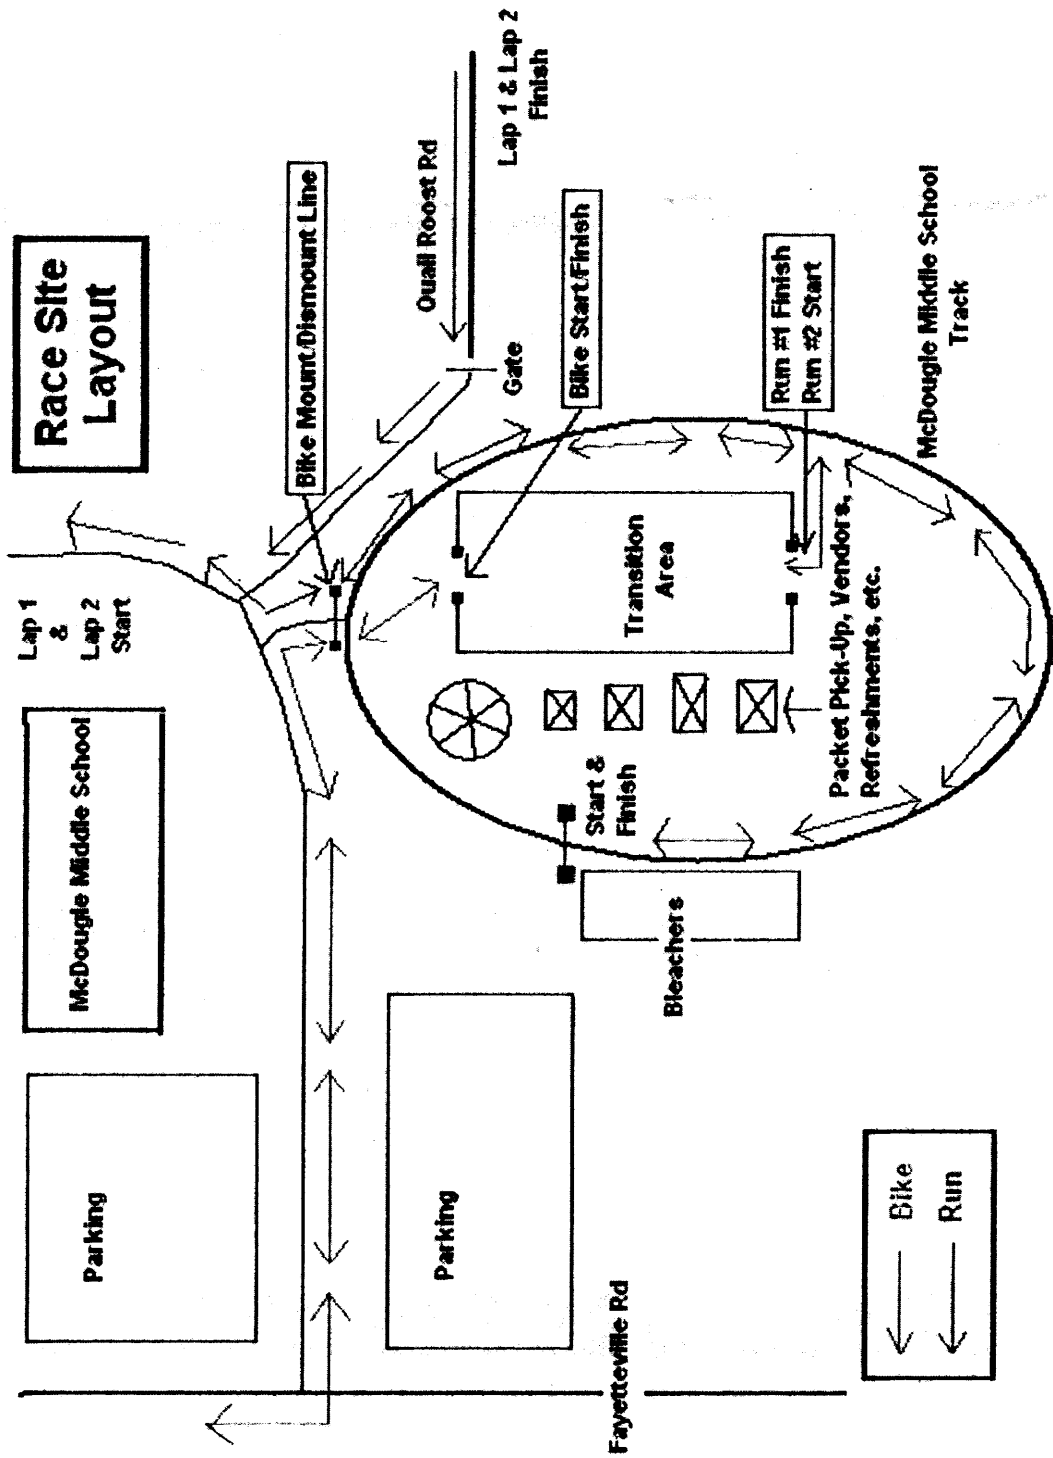 Race Site
Layout
Lap 1
&
Lap 2
Start
Bike Mount/Dismount Line
Quail Roost Rd
Lap 1 & Lap 2
Finish
Gate
Bike Start/Finish
Run #1 Finish
Run #2 Start
McDougle Middle School
Track
McDougle Middle School
Transition
Area
Start &
Finish
Packet Pick-Up, Vendors,
Refreshments, etc.
Bleachers
Parking
Parking
Fayetteville Rd
Bike
Run